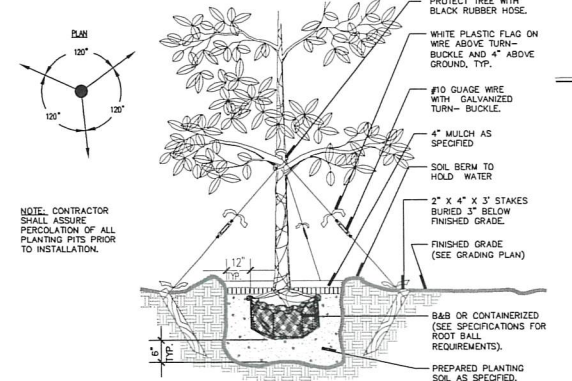 PLAN
120°
120°
120°
NOTE: CONTRACTOR
SHALL ASSURE
PERCOLATION OF ALL
PLANTING PITS PRIOR
TO INSTALLATION.
12"
TYP.
6"
TYP.
PROTECT TREE WITH
BLACK RUBBER HOSE.
WHITE PLASTIC FLAG ON
WIRE ABOVE TURN-
BUCKLE AND 4" ABOVE
GROUND, TYP.
#10 GUAGE WIRE
WITH GALVANIZED
TURN- BUCKLE.
4" MULCH AS
SPECIFIED
SOIL BERM TO
HOLD WATER
2" X 4" X 3' STAKES
BURIED 3" BELOW
FINISHED GRADE.
FINISHED GRADE
(SEE GRADING PLAN)
B&B OR CONTAINERIZED
(SEE SPECIFICATIONS FOR
ROOT BALL
REQUIREMENTS).
PREPARED PLANTING
SOIL AS SPECIFIED.